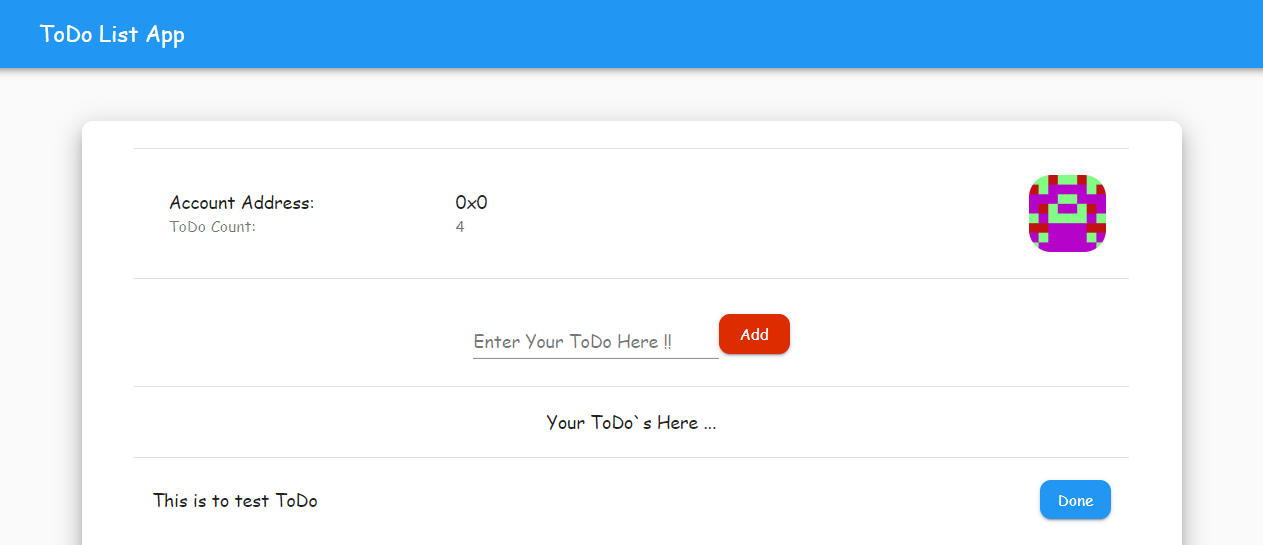 ToDo List App
Account Address: 0x0
ToDo Count: 4
Enter Your ToDo Here !! Add
Your ToDo`s Here ...
This is to test ToDo Done